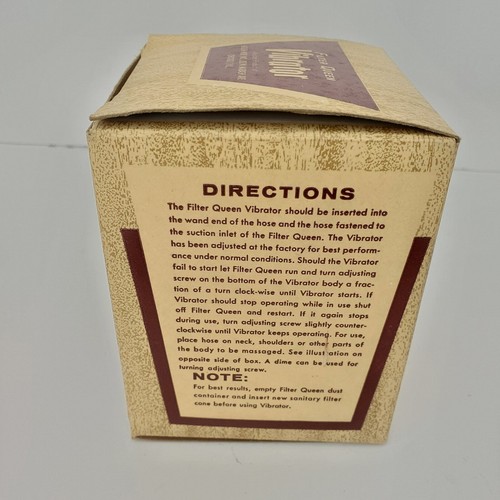 Filter Queen
Vibrator
DIRECTIONS
The Filter Queen Vibrator should be inserted into
the wand end of the hose and the hose fastened to
the suction inlet of the Filter Queen. The Vibrator
has been adjusted at the factory for best perform-
ance under normal conditions. Should the Vibrator
fail to start let Filter Queen run and turn adjusting
screw on the bottom of the Vibrator body a frac-
tion of a turn clock-wise until Vibrator starts. If
Vibrator should stop operating while in use shut
off Filter Queen and restart. If it again stops
during use, turn adjusting screw slightly counter-
clockwise until Vibrator keeps operating. For use,
place hose on neck, shoulders or other parts of
the body to be massaged. See illustration on
opposite side of box. A dime can be used for
turning adjusting screw.
NOTE:
For best results, empty Filter Queen dust
container and insert new sanitary filter
cone before using Vibrator.